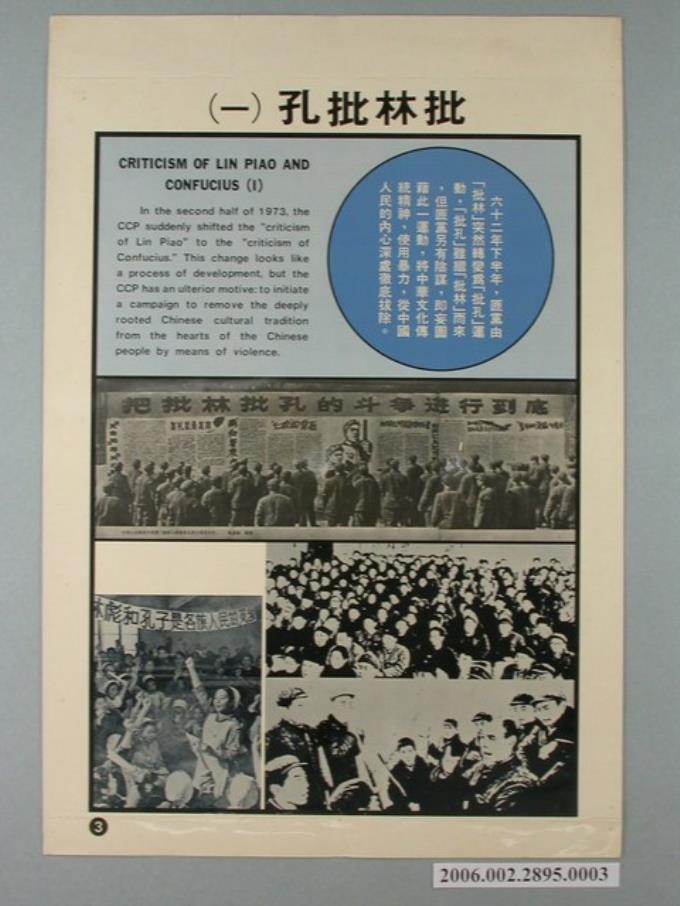 批林批孔（一）
CRITICISM OF LIN PIAO AND
CONFUCIUS (I)
In the second half of 1973, the
CCP suddenly shifted the "criticism
of Lin Piao" to the "criticism of
Confucius." This change looks like
a process of development, but the
CCP has an ulterior motive: to initiate
a campaign to remove the deeply
rooted Chinese cultural tradition
from the hearts of the Chinese
people by means of violence.
六十二年下半年，匪黨由
「批林」突然轉變爲「批孔」運
動，「批孔」雖繼「批林」而來
，但匪黨另有陰謀，即妄圖
藉此一運動，將中華文化傳
統精神，使用暴力，從中國
人民的內心深處徹底拔除。
把批林批孔的斗争进行到底
林彪和孔子是各族人民的
3
2006.002.2895.0003